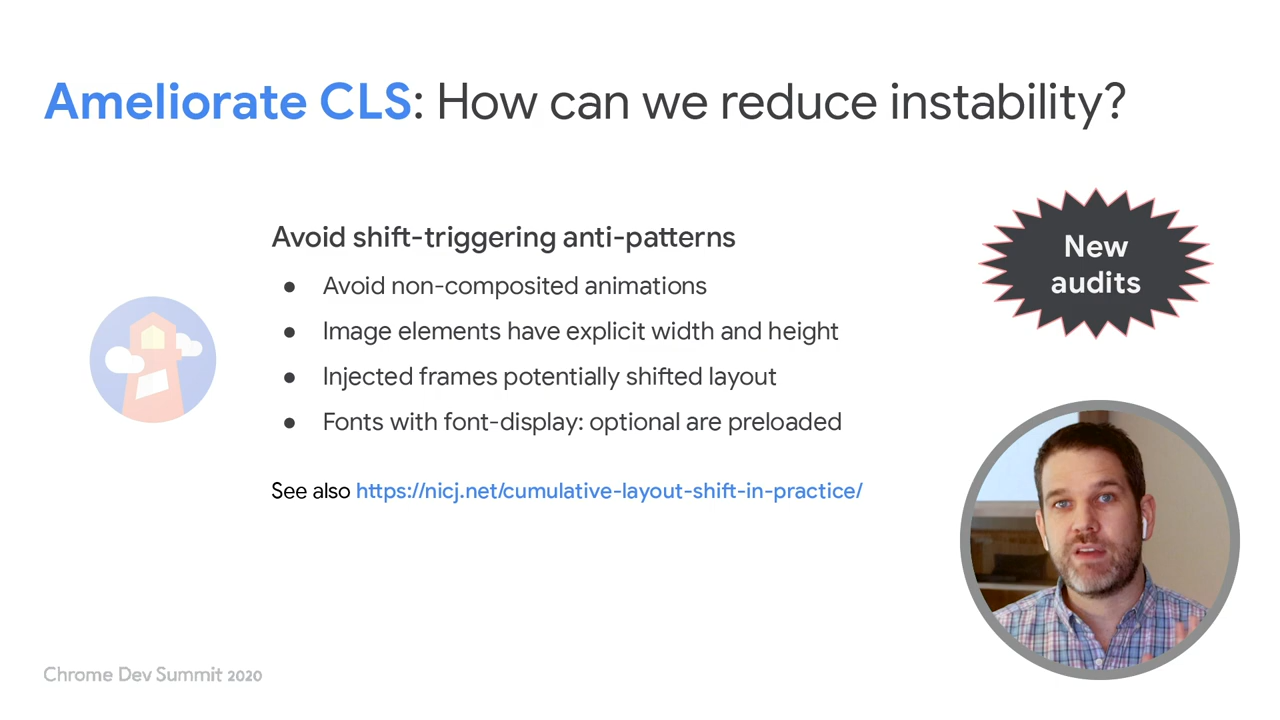 Ameliorate CLS: How can we reduce instability?
Avoid shift-triggering anti-patterns
● Avoid non-composited animations
● Image elements have explicit width and height
● Injected frames potentially shifted layout
● Fonts with font-display: optional are preloaded
See also https://nicj.net/cumulative-layout-shift-in-practice/
New
audits
Chrome Dev Summit 2020